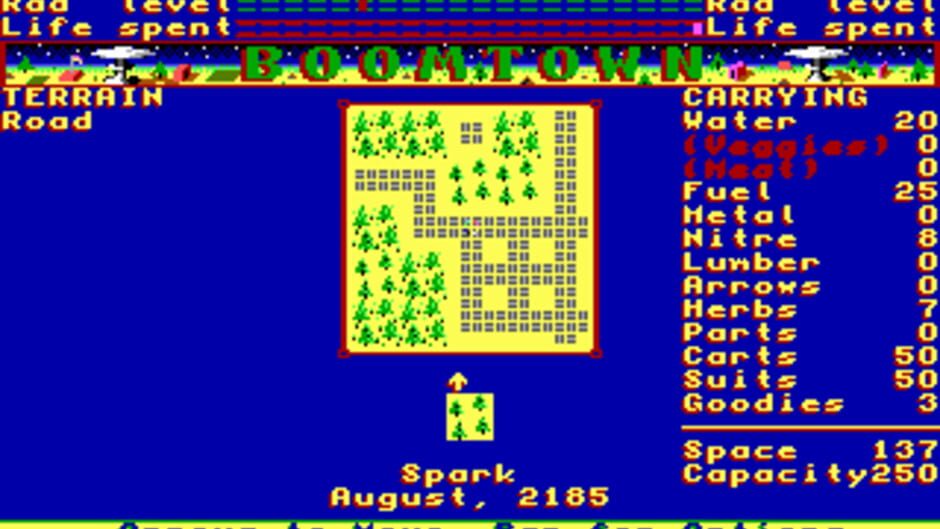 Rad level Rad level
Life spent Life spent
BOOMTOWN
TERRAIN
Road
CARRYING
Water 20
(Veggies) 0
(Meat) 0
Fuel 25
Metal 0
Nitre 8
Lumber 0
Arrows 0
Herbs 7
Parts 0
Carts 50
Suits 50
Goodies 3
Space 137
Capacity250
Spark
August, 2185